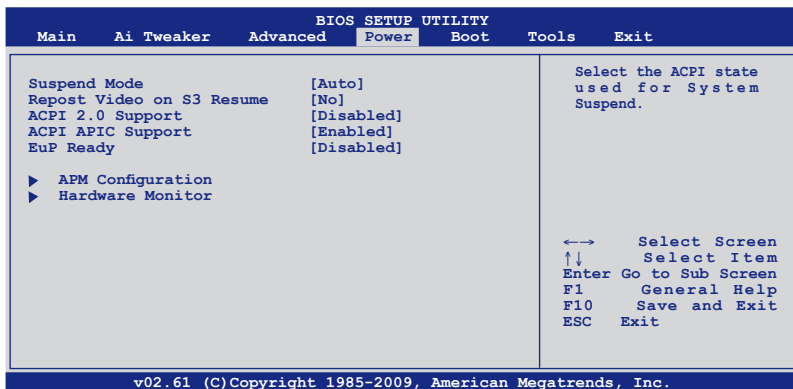 BIOS SETUP UTILITY
Main Ai Tweaker Advanced Power Boot Tools Exit
Suspend Mode [Auto]
Repost Video on S3 Resume [No]
ACPI 2.0 Support [Disabled]
ACPI APIC Support [Enabled]
EuP Ready [Disabled]
▶ APM Configuration
▶ Hardware Monitor
Select the ACPI state
used for System
Suspend.
←→ Select Screen
↑↓ Select Item
Enter Go to Sub Screen
F1 General Help
F10 Save and Exit
ESC Exit
v02.61 (C)Copyright 1985-2009, American Megatrends, Inc.